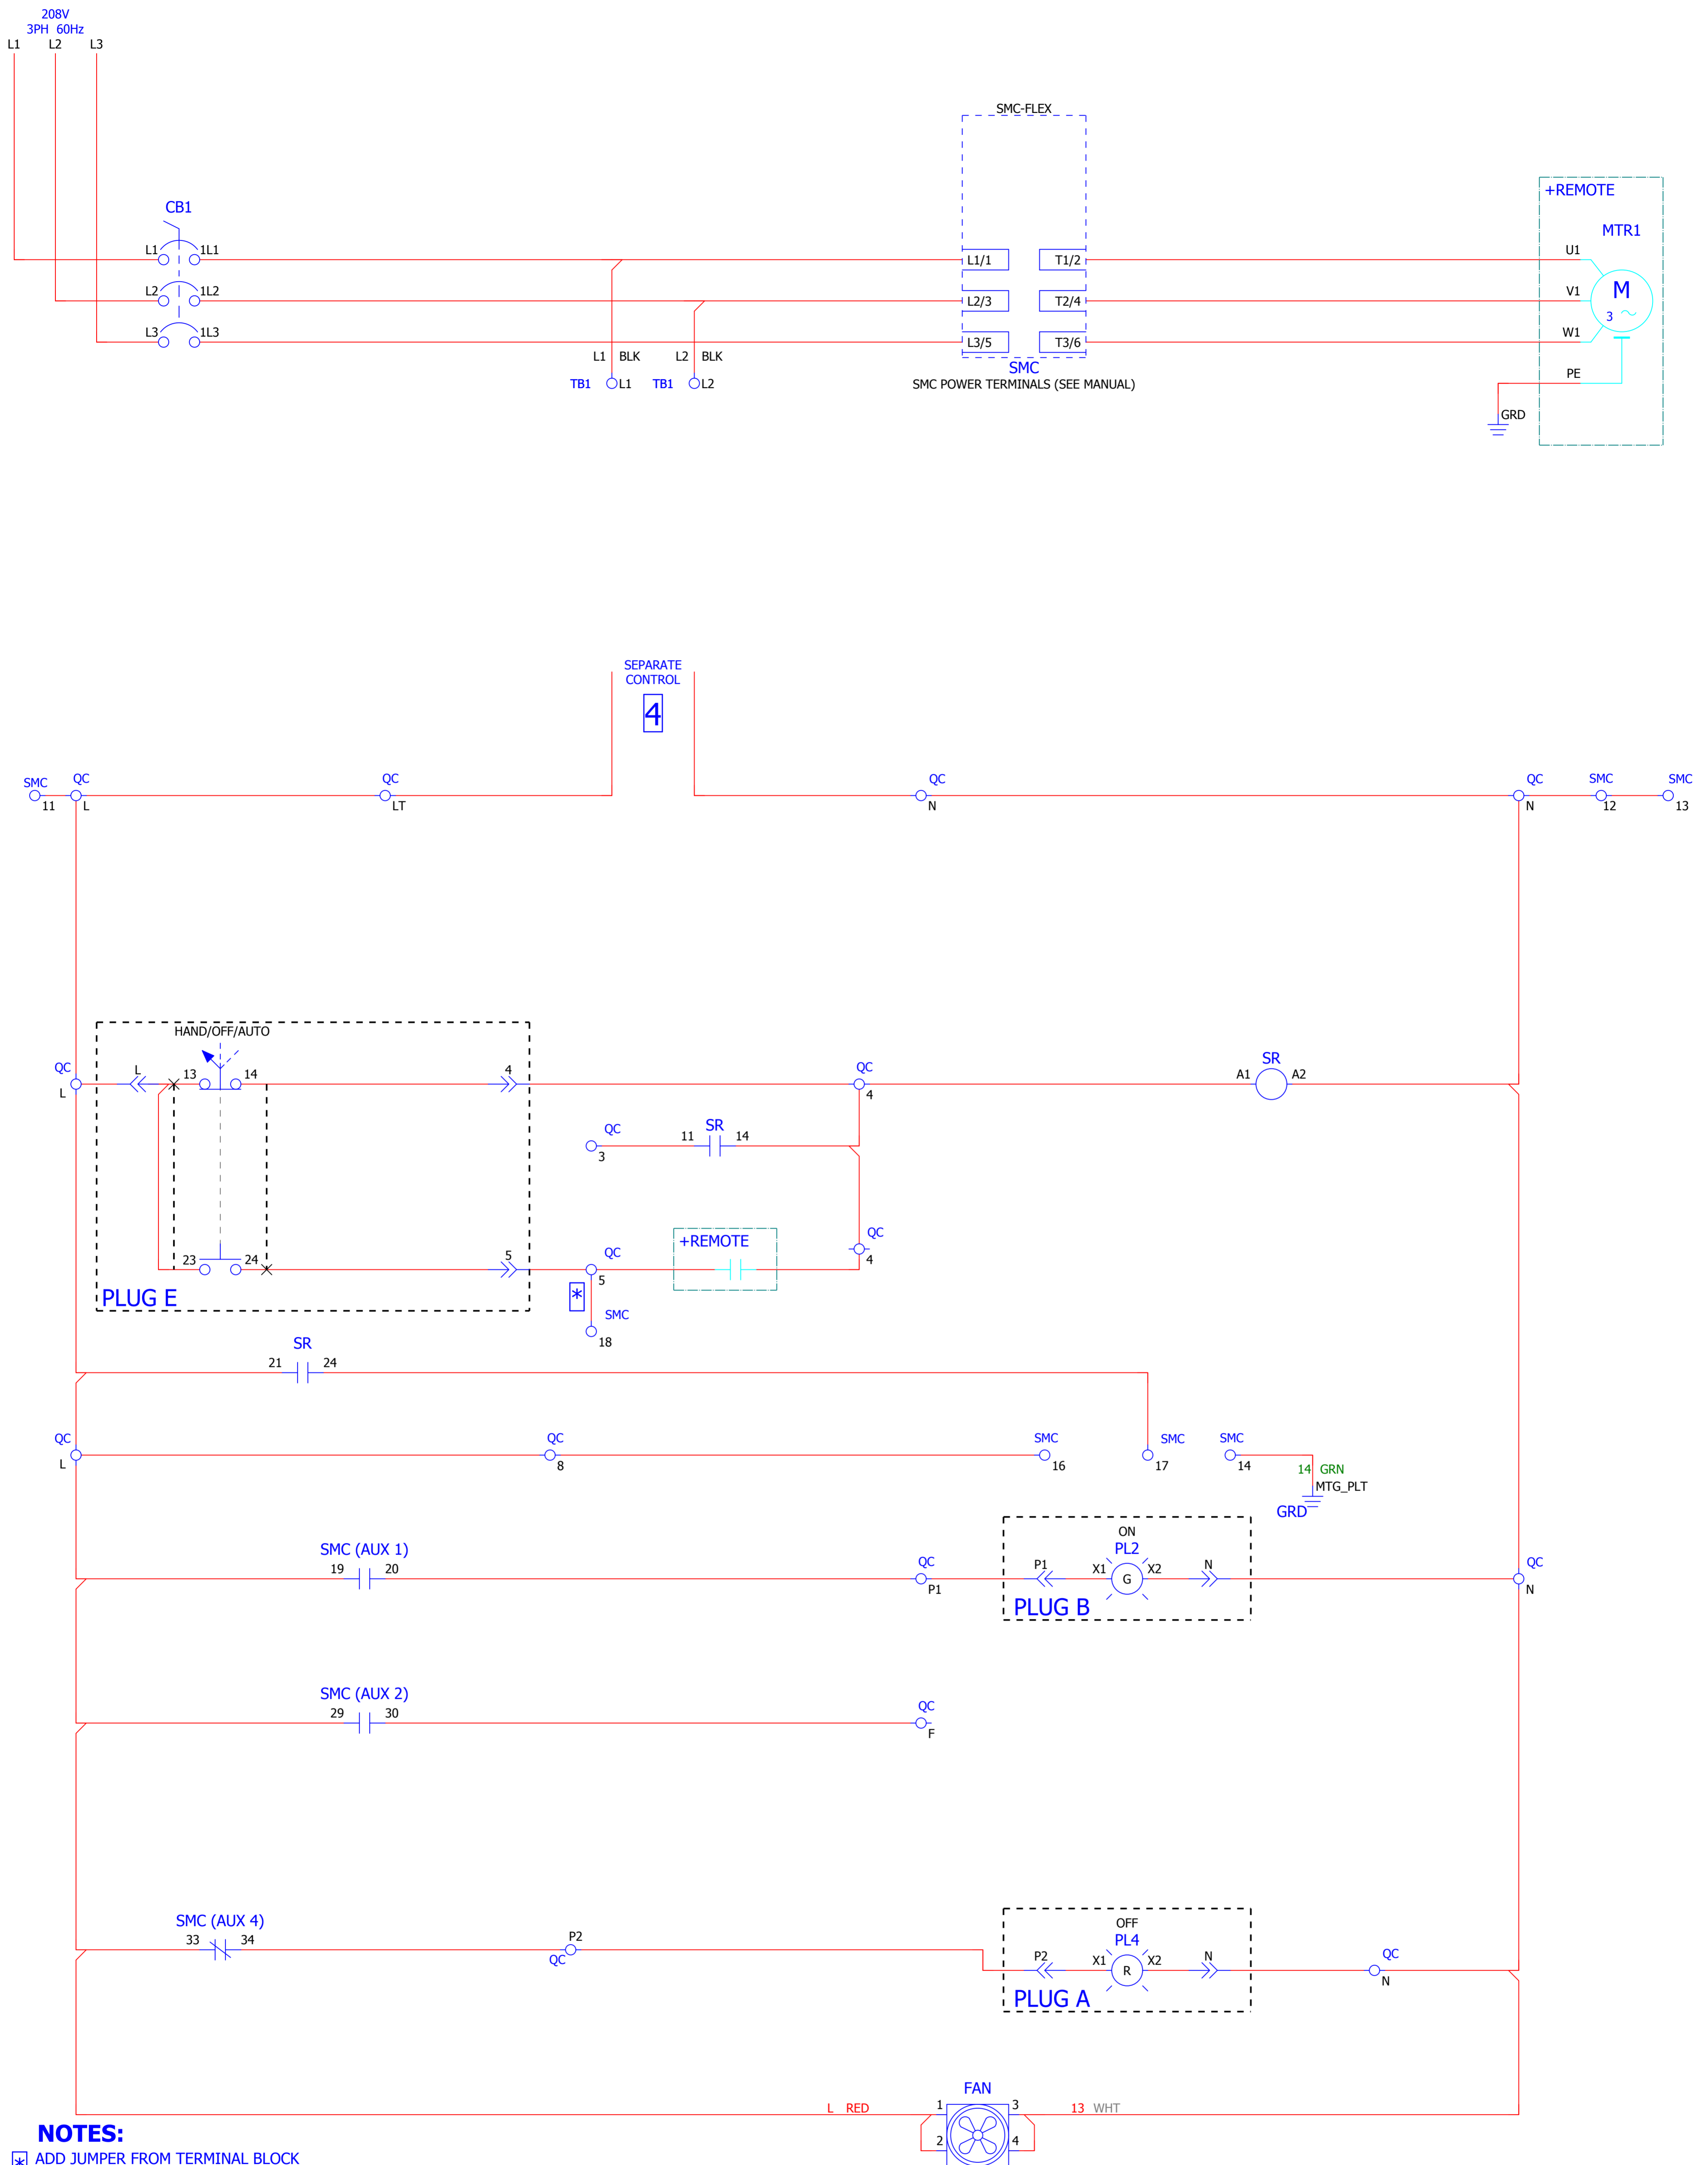 208V
3PH 60Hz
L1 L2 L3
SMC-FLEX
+REMOTE
CB1
MTR1
L1 1L1 L1/1 T1/2 U1
L2 1L2 L2/3 T2/4 V1
M
3
L3 1L3 L3/5 T3/6 W1
L1 BLK L2 BLK
SMC
PE
TB1 L1 TB1 L2
SMC POWER TERMINALS (SEE MANUAL)
GRD
SEPARATE
CONTROL
4
SMC QC QC QC QC SMC SMC
11 L LT N N 12 13
HAND/OFF/AUTO
QC L 13 14 4 QC SR
A1 A2
L 4
QC SR
11 14
3
QC
+REMOTE
23 24 5 QC 4
5
PLUG E
*
SMC
18
SR
21 24
QC QC SMC SMC SMC
L 8 16 17 14
14 GRN
MTG_PLT
GRD
ON
SMC (AUX 1) PL2
19 20 QC P1 X1 G X2 N QC
P1 N
PLUG B
SMC (AUX 2)
29 30 QC
F
SMC (AUX 4) OFF
33 34 P2 PL4
QC P2 X1 R X2 N QC
N
PLUG A
FAN
L RED 1 3 13 WHT
NOTES:
2 4
* ADD JUMPER FROM TERMINAL BLOCK